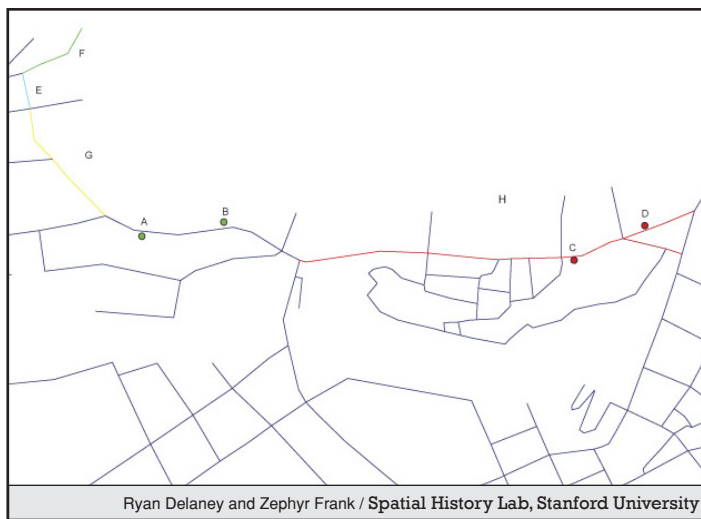 F
E
G
A
B
H
D
C
Ryan Delaney and Zephyr Frank / Spatial History Lab, Stanford University